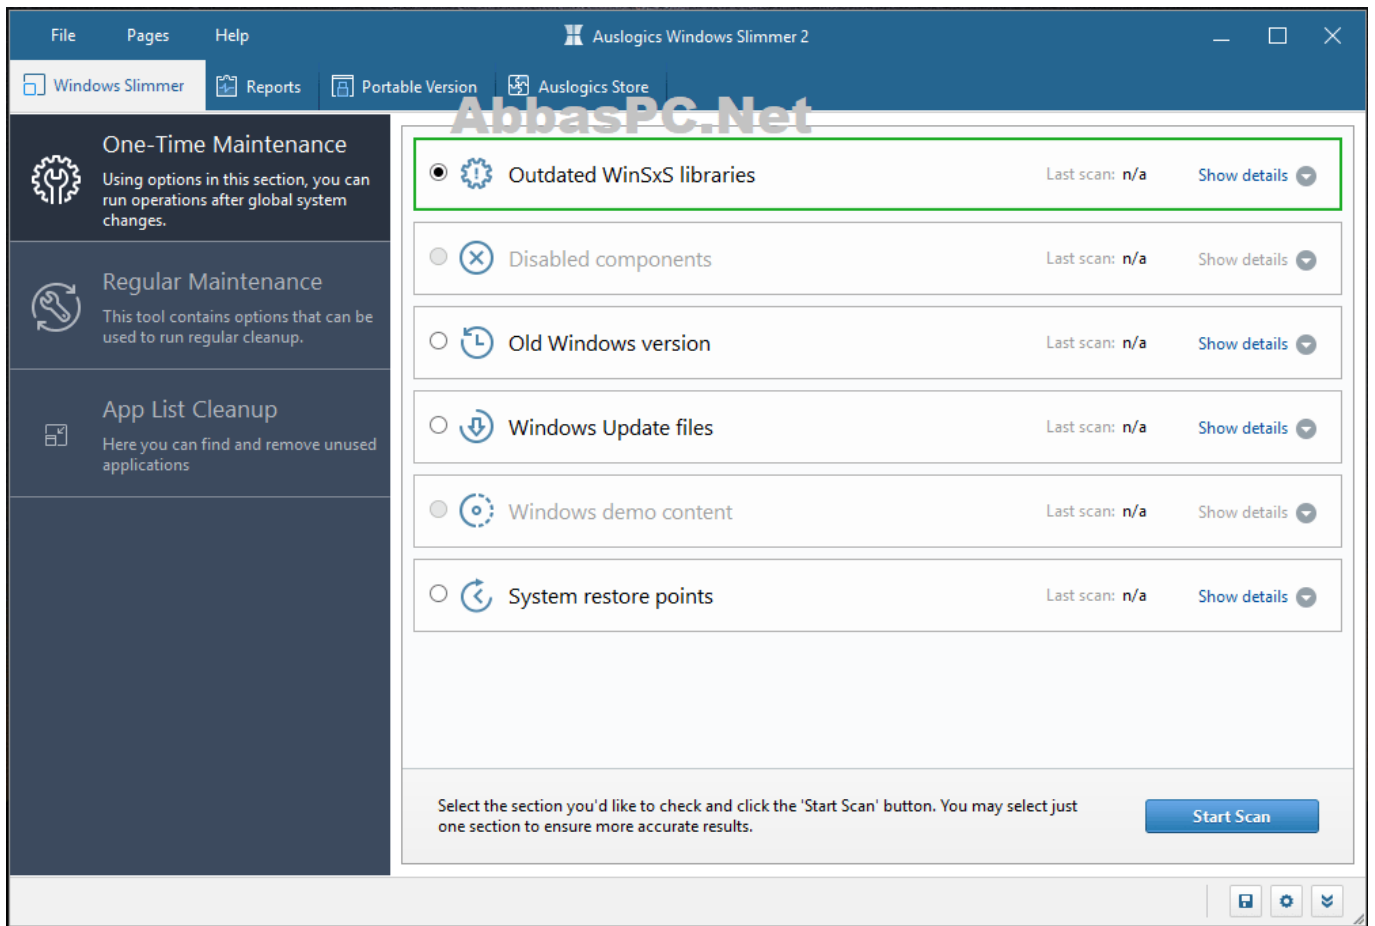 File Pages Help Auslogics Windows Slimmer 2
Windows Slimmer Reports Portable Version Auslogics Store
AbbasPC.Net
One-Time Maintenance
Using options in this section, you can
run operations after global system
changes.
Regular Maintenance
This tool contains options that can be
used to run regular cleanup.
App List Cleanup
Here you can find and remove unused
applications
Outdated WinSxS libraries Last scan: n/a Show details
Disabled components Last scan: n/a Show details
Old Windows version Last scan: n/a Show details
Windows Update files Last scan: n/a Show details
Windows demo content Last scan: n/a Show details
System restore points Last scan: n/a Show details
Select the section you'd like to check and click the 'Start Scan' button. You may select just
one section to ensure more accurate results.
Start Scan